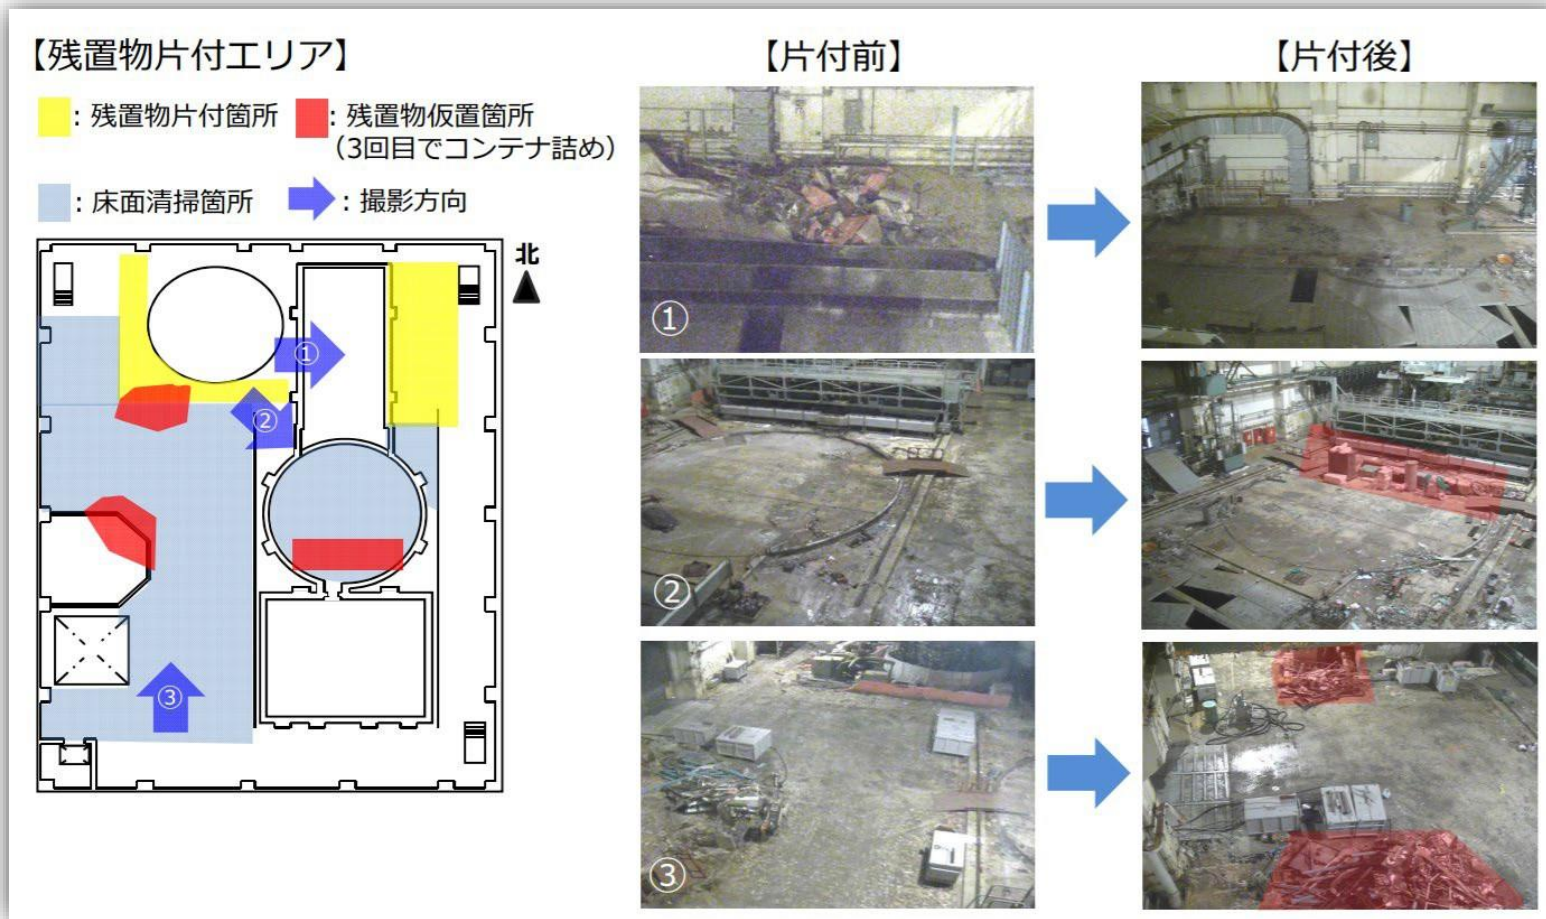 【残置物片付エリア】
：残置物片付箇所
：残置物仮置箇所
（3回目でコンテナ詰め）
：床面清掃箇所
：撮影方向
北
①
②
③
【片付前】
【片付後】
①
②
③